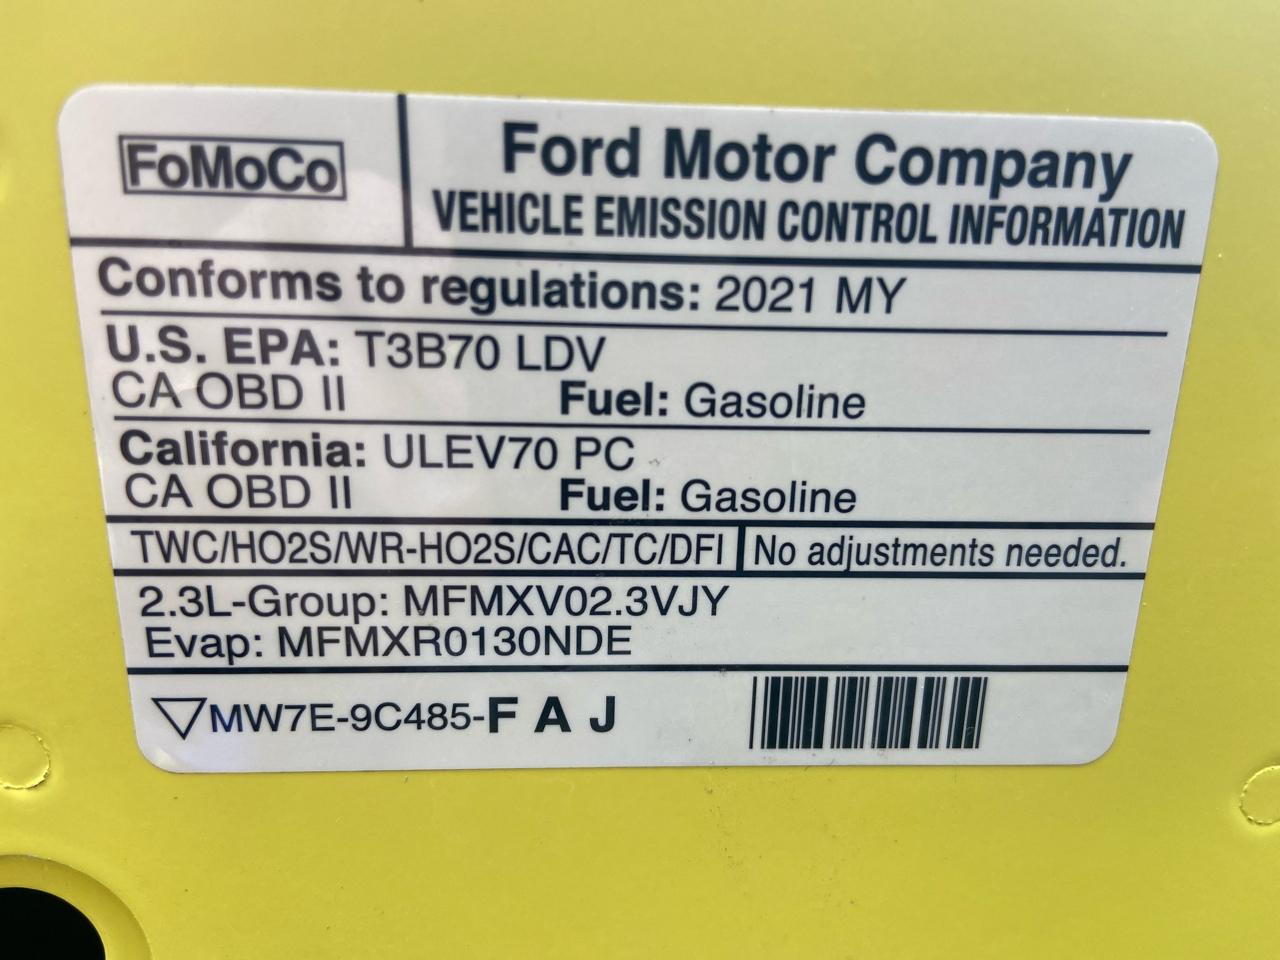 FoMoCo
Ford Motor Company
VEHICLE EMISSION CONTROL INFORMATION
Conforms to regulations: 2021 MY
U.S. EPA: T3B70 LDV
CA OBD II Fuel: Gasoline
California: ULEV70 PC
CA OBD II Fuel: Gasoline
TWC/HO2S/WR-HO2S/CAC/TC/DFI No adjustments needed.
2.3L-Group: MFMXV02.3VJY
Evap: MFMXR0130NDE
MW7E-9C485-F A J